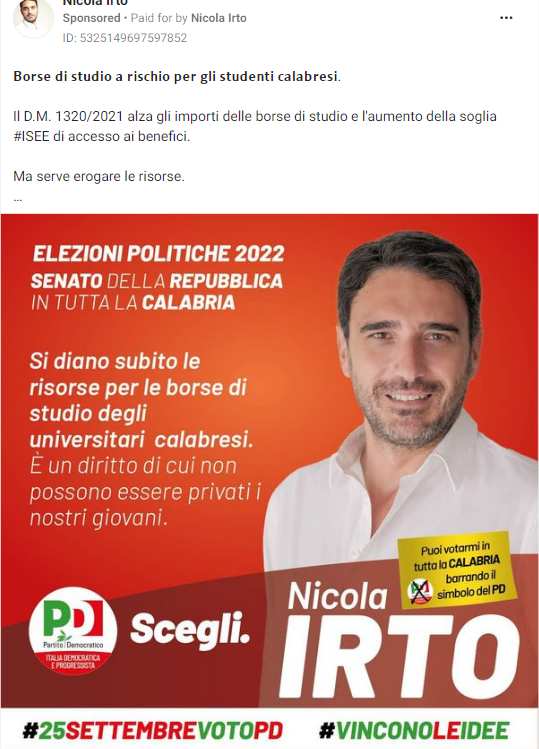 Nicola Irto
Sponsored • Paid for by Nicola Irto
ID: 5325149697597852
Borse di studio a rischio per gli studenti calabresi.
Il D.M. 1320/2021 alza gli importi delle borse di studio e l'aumento della soglia
#ISEE di accesso ai benefici.
Ma serve erogare le risorse.
...
ELEZIONI POLITICHE 2022
SENATO DELLA REPUBBLICA
IN TUTTA LA CALABRIA
Si diano subito le
risorse per le borse di
studio degli
universitari calabresi.
È un diritto di cui non
possono essere privati i
nostri giovani.
Puoi votarmi in
tutta la CALABRIA
barrando il
simbolo del PD
PD
Partito Democratico
ITALIA DEMOCRATICA
E PROGRESSISTA
Scegli.
Nicola
IRTO
#25SETTEMBREVOTOPD #VINCONOLEIDEE